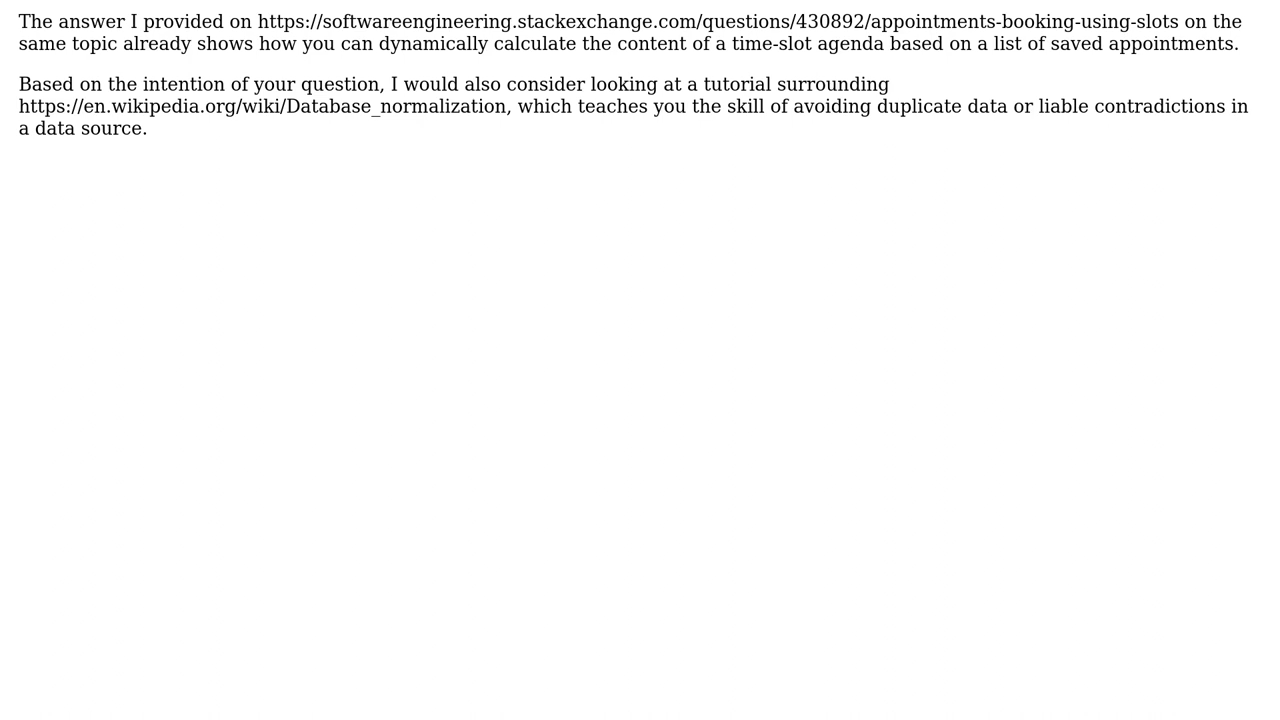 The answer I provided on https://softwareengineering.stackexchange.com/questions/430892/appointments-booking-using-slots on the
same topic already shows how you can dynamically calculate the content of a time-slot agenda based on a list of saved appointments.
Based on the intention of your question, I would also consider looking at a tutorial surrounding
https://en.wikipedia.org/wiki/Database_normalization, which teaches you the skill of avoiding duplicate data or liable contradictions in
a data source.